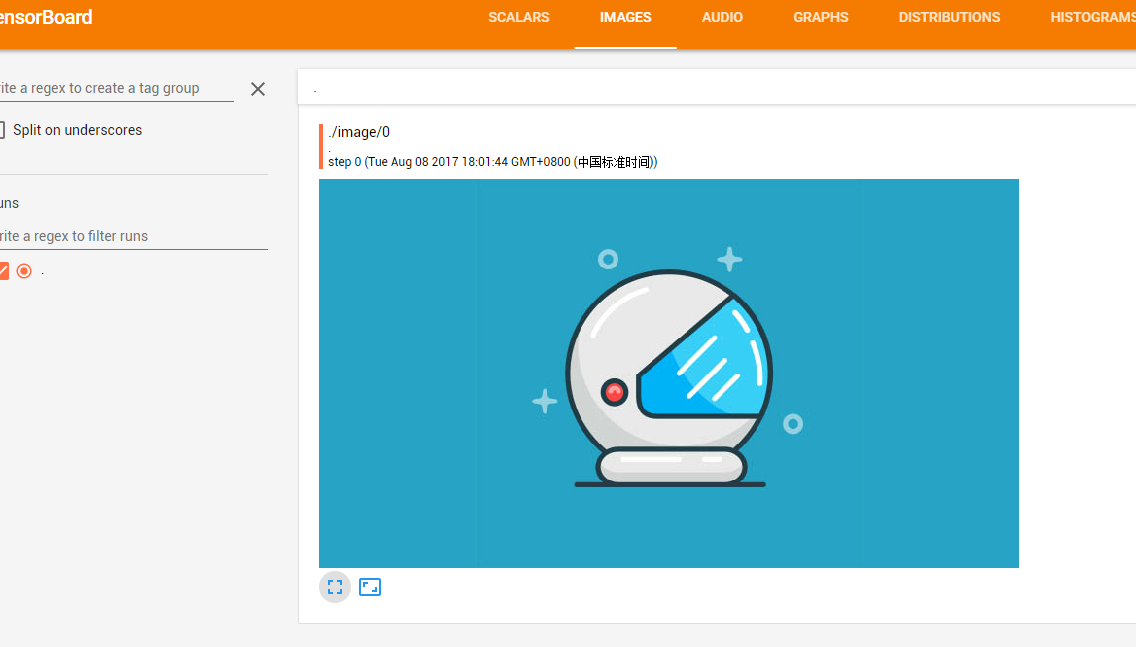 ensorBoard
SCALARS IMAGES AUDIO GRAPHS DISTRIBUTIONS HISTOGRAMS
ite a regex to create a tag group
Split on underscores
uns
rite a regex to filter runs
.
.
./image/0
.
step 0 (Tue Aug 08 2017 18:01:44 GMT+0800 (中国标准时间))